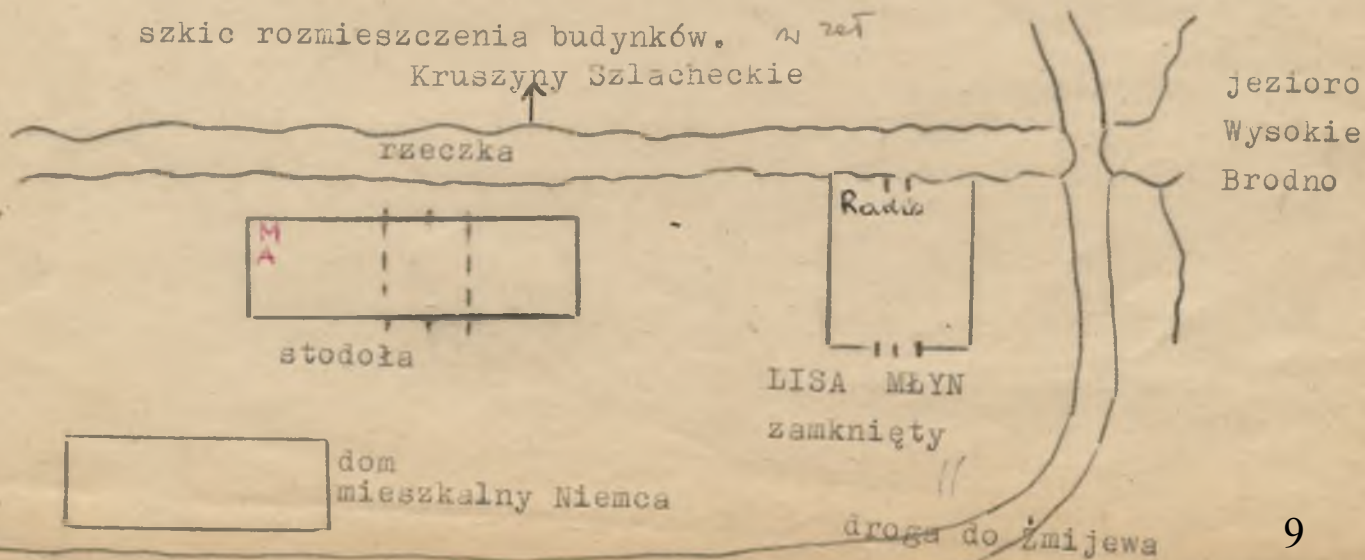 szkic rozmieszczenia budynków.
Kruszyny Szlacheckie
jezioro
Wysokie
Brodno
rzeczka
Radio
M
A
stodoła
LISA MŁYN
zamknięty
dom
mieszkalny Niemca
droga do Żmijewa
9